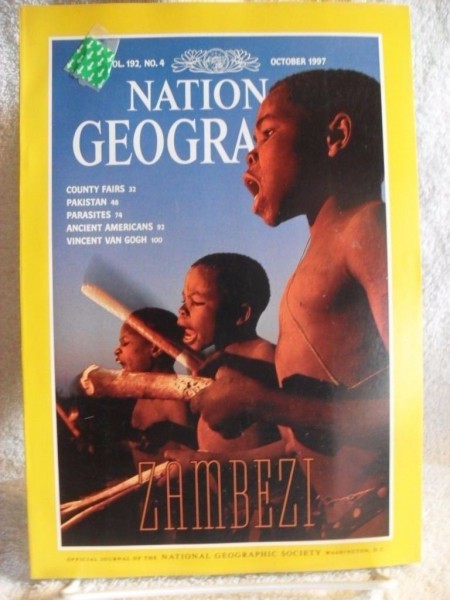 VOL. 192, NO. 4
OCTOBER 1997
NATION
GEOGRA
COUNTY FAIRS 32
PAKISTAN 48
PARASITES 74
ANCIENT AMERICANS 92
VINCENT VAN GOGH 100
ZAMBEZI
OFFICIAL JOURNAL OF THE NATIONAL GEOGRAPHIC SOCIETY WASHINGTON, D.C.